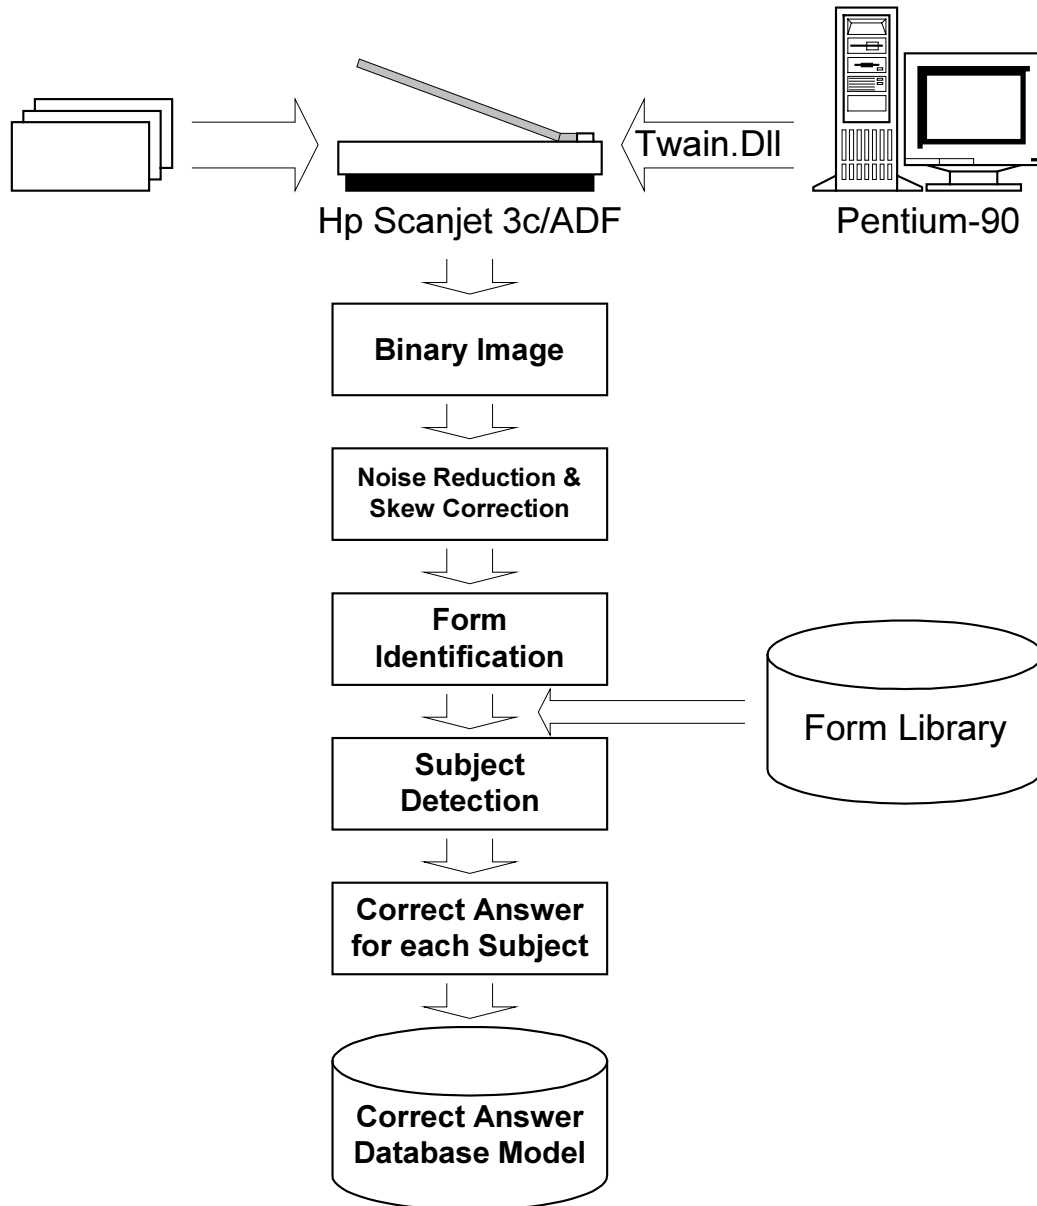 Twain.Dll
Hp Scanjet 3c/ADF
Pentium-90
Binary Image
Noise Reduction &
Skew Correction
Form
Identification
Form Library
Subject
Detection
Correct Answer
for each Subject
Correct Answer
Database Model